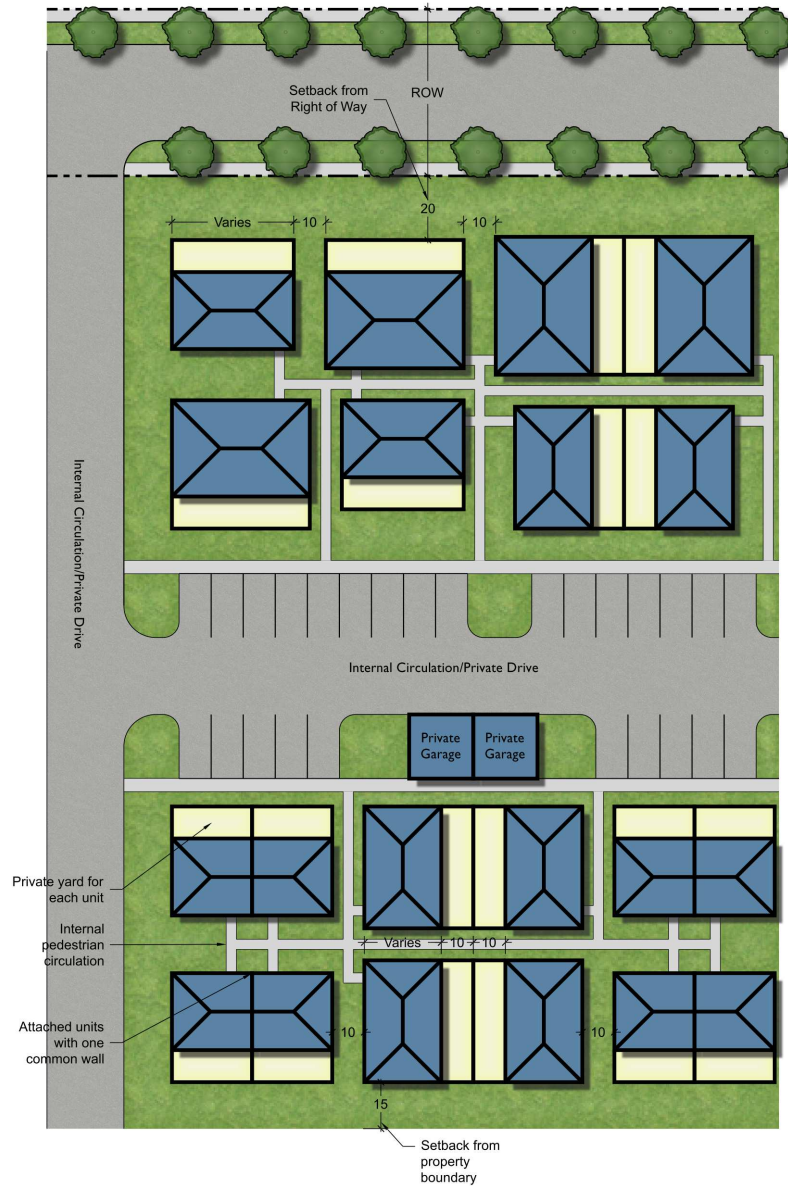 Setback from
Right of Way
ROW
20
Varies
10
10
Internal Circulation/Private Drive
Internal Circulation/Private Drive
Private
Garage
Private
Garage
Private yard for
each unit
Internal
pedestrian
circulation
Varies
10
10
Attached units
with one
common wall
10
10
15
Setback from
property
boundary